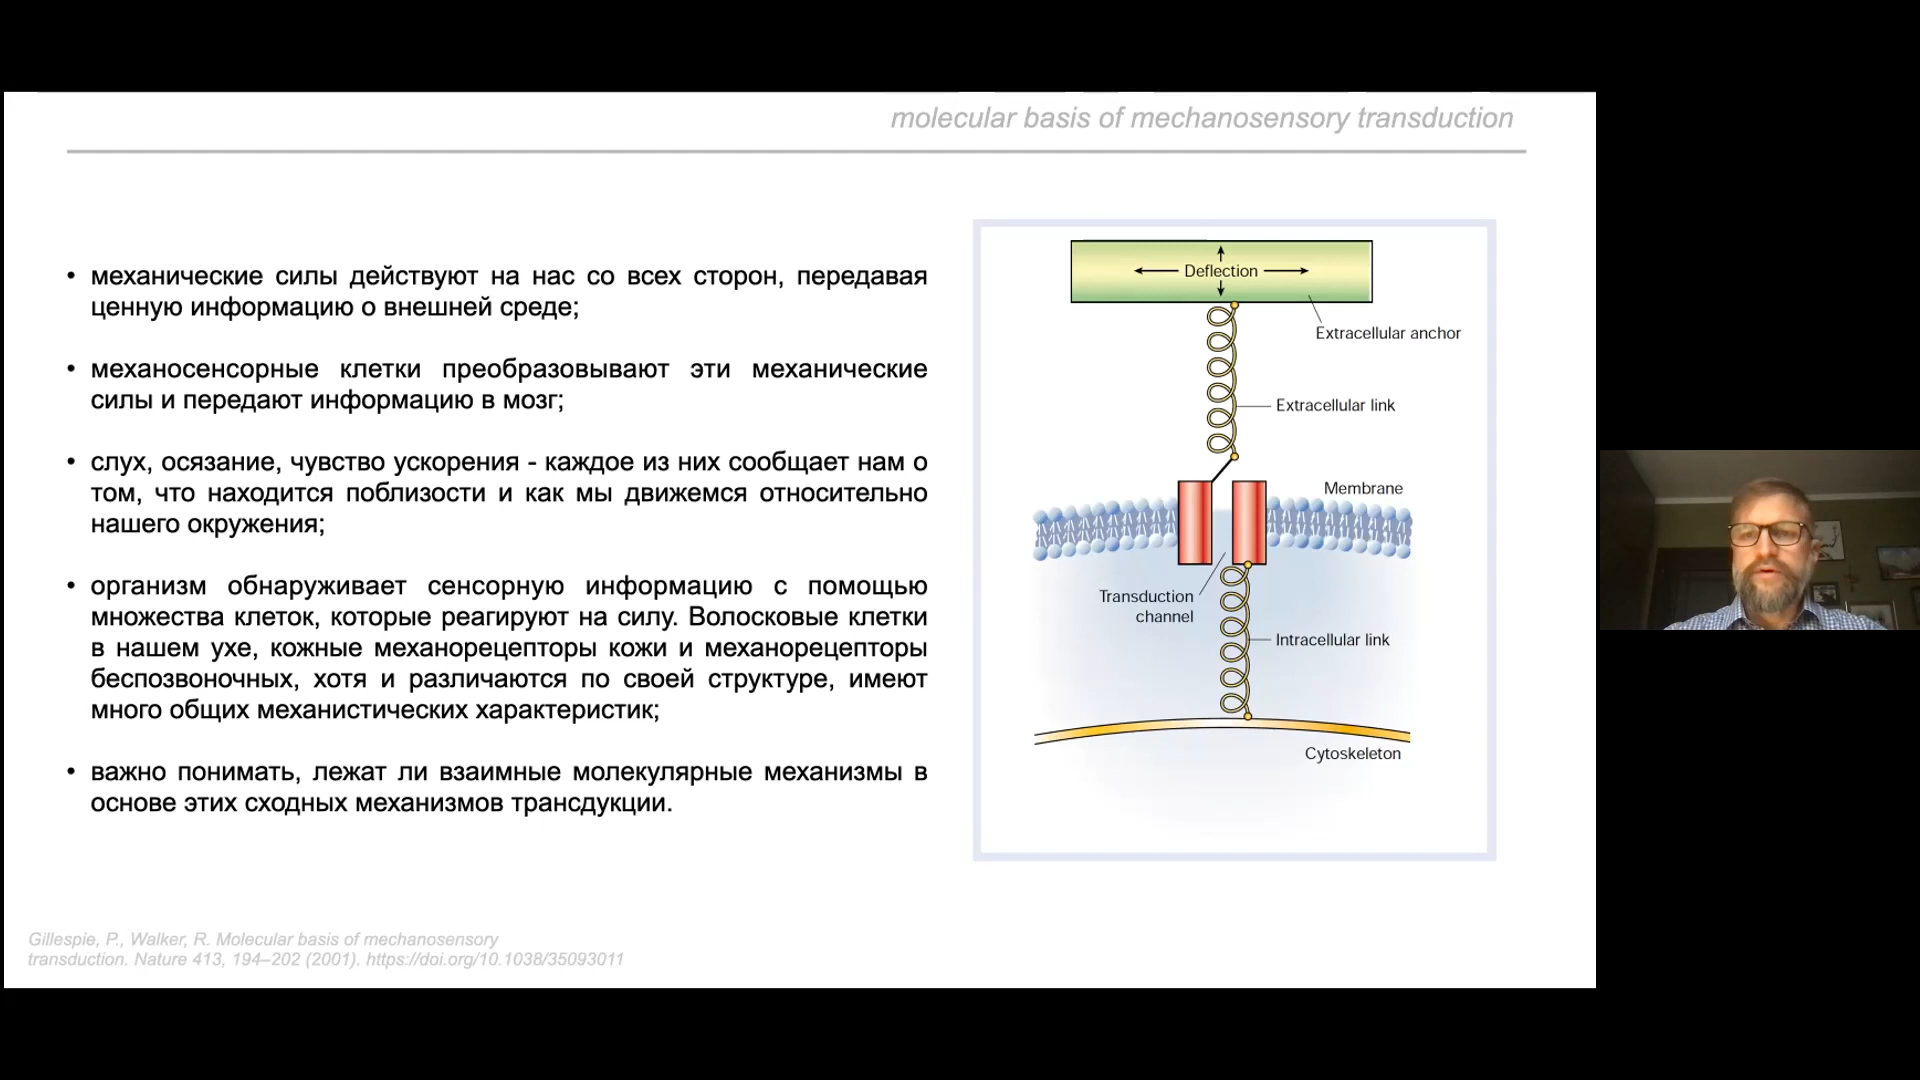 molecular basis of mechanosensory transduction
• механические силы действуют на нас со всех сторон, передавая
ценную информацию о внешней среде;
• механосенсорные клетки преобразовывают эти механические
силы и передают информацию в мозг;
• слух, осязание, чувство ускорения - каждое из них сообщает нам о
том, что находится поблизости и как мы движемся относительно
нашего окружения;
• организм обнаруживает сенсорную информацию с помощью
множества клеток, которые реагируют на силу. Волосковые клетки
в нашем ухе, кожные механорецепторы кожи и механорецепторы
беспозвоночных, хотя и различаются по своей структуре, имеют
много общих механистических характеристик;
• важно понимать, лежат ли взаимные молекулярные механизмы в
основе этих сходных механизмов трансдукции.
Deflection
Extracellular anchor
Extracellular link
Membrane
Transduction
channel
Intracellular link
Cytoskeleton
Gillespie, P., Walker, R. Molecular basis of mechanosensory
transduction. Nature 413, 194–202 (2001). https://doi.org/10.1038/35093011